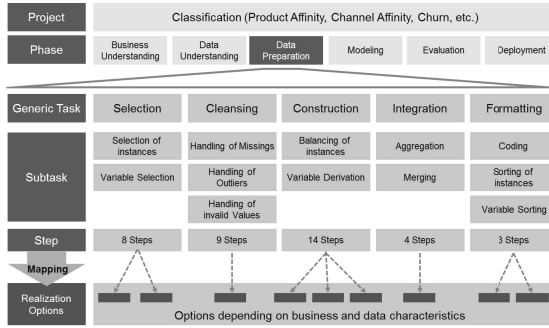 Project
Classification (Product Affinity, Channel Affinity, Churn, etc.)
Phase
Business
Understanding
Data
Understanding
Data
Preparation
Modeling
Evaluation
Deployment
Generic Task
Selection
Cleansing
Construction
Integration
Formatting
Subtask
Selection of
instances
Handling of Missings
Balancing of
instances
Aggregation
Coding
Variable Selection
Handling of
Outliers
Variable Derivation
Merging
Sorting of
instances
Handling of
invalid Values
Variable Sorting
Step
8 Steps
9 Steps
14 Steps
4 Steps
3 Steps
Mapping
Realization
Options
Options depending on business and data characteristics